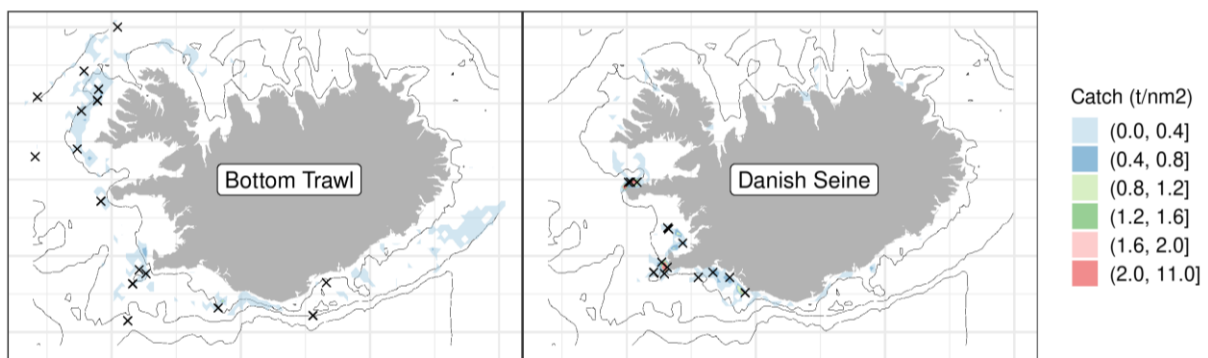 Bottom Trawl
Danish Seine
Catch (t/nm2)
(0.0, 0.4]
(0.4, 0.8]
(0.8, 1.2]
(1.2, 1.6]
(1.6, 2.0]
(2.0, 11.0]